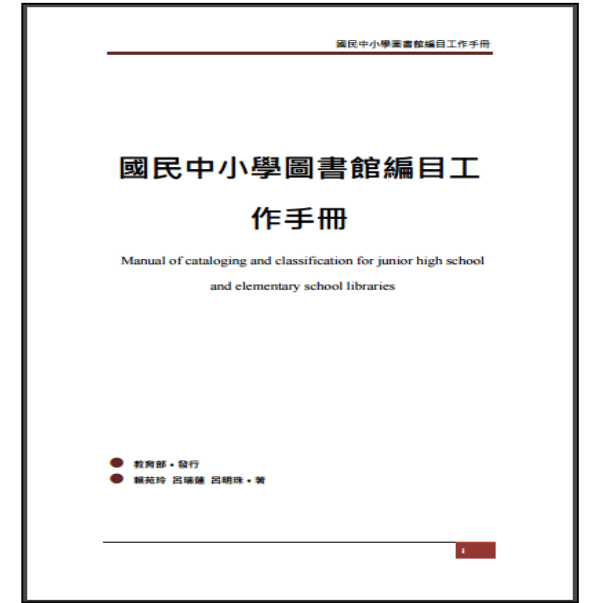 國民中小學圖書館編目工作手冊
國民中小學圖書館編目工
作手冊
Manual of cataloging and classification for junior high school
and elementary school libraries
教育部•發行
賴苑玲 呂瑞蓮 呂明珠•著
i